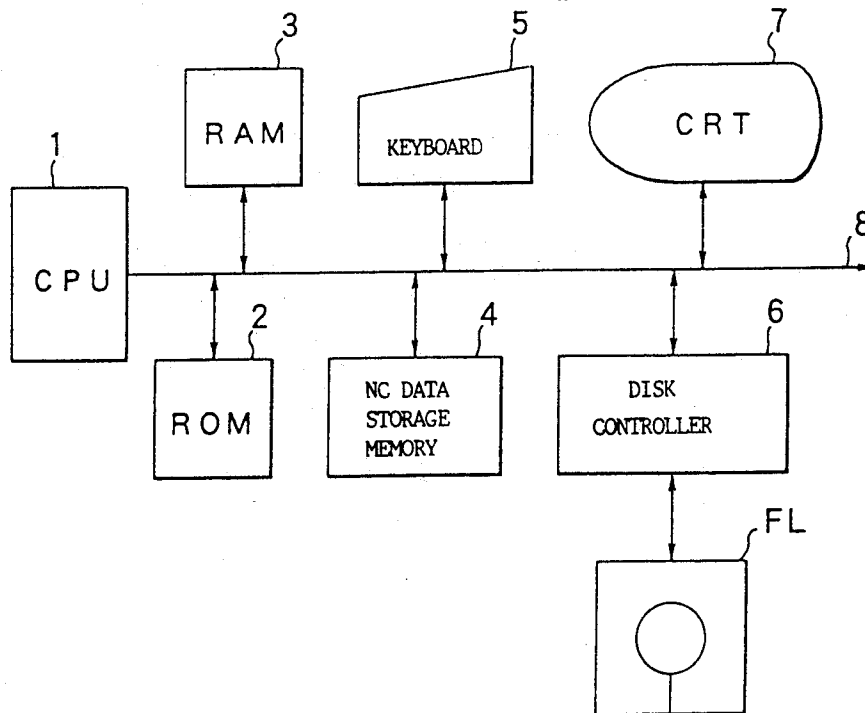 3
5
7
1
RAM
KEYBOARD
CRT
8
CPU
2
4
6
ROM
NC DATA
STORAGE
MEMORY
DISK
CONTROLLER
FL